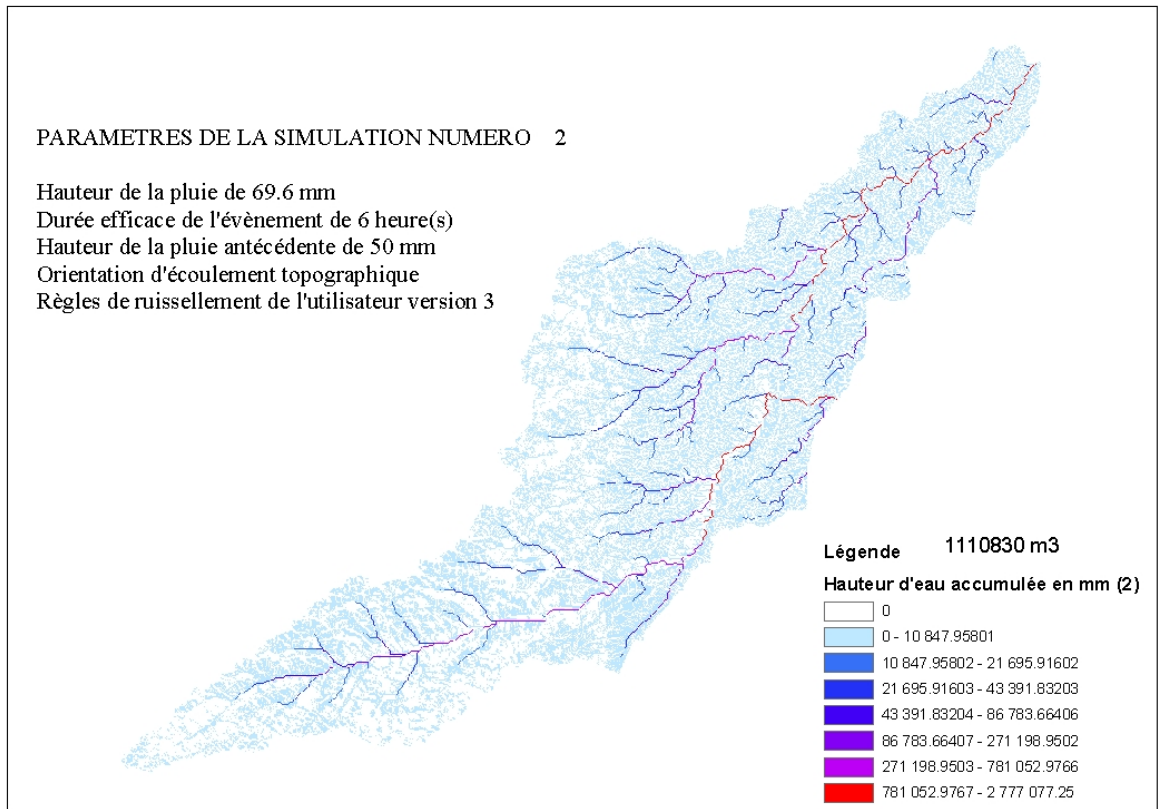 PARAMETRES DE LA SIMULATION NUMERO 2
Hauteur de la pluie de 69.6 mm
Durée efficace de l'évènement de 6 heure(s)
Hauteur de la pluie antécédente de 50 mm
Orientation d'écoulement topographique
Règles de ruissellement de l'utilisateur version 3
Légende 1110830 m3
Hauteur d'eau accumulée en mm (2)
0
0 - 10 847.95801
10 847.95802 - 21 695.91602
21 695.91603 - 43 391.83203
43 391.83204 - 86 783.66406
86 783.66407 - 271 198.9502
271 198.9503 - 781 052.9766
781 052.9767 - 2 777 077.25